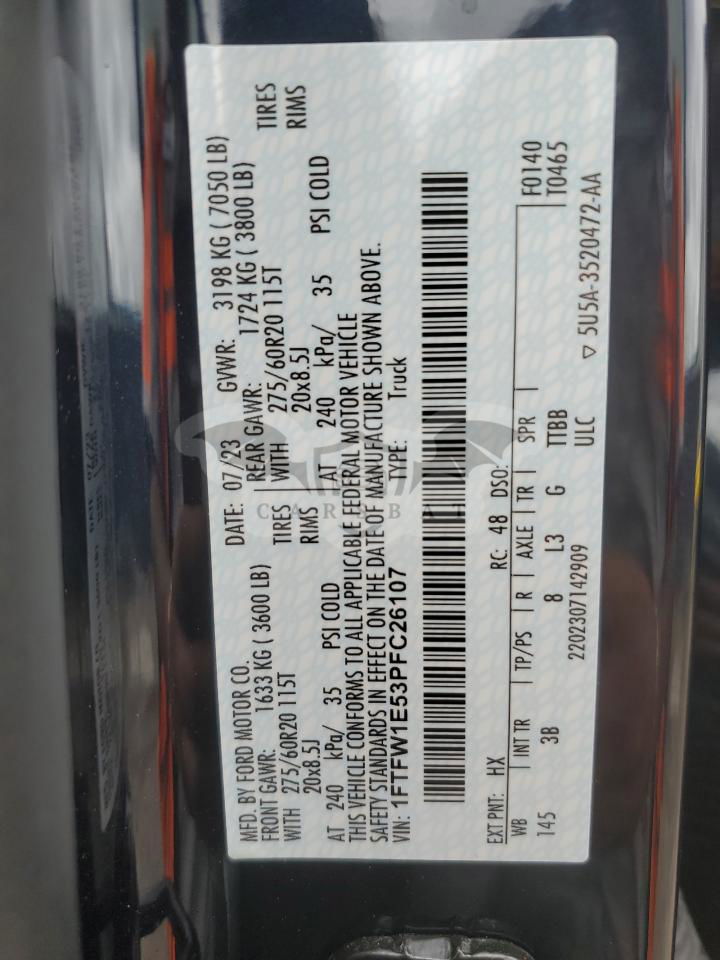 MFD. BY FORD MOTOR CO.
DATE: 07/23 GVWR: 3198 KG ( 7050 LB)
FRONT GAWR: 1633 KG ( 3600 LB)
REAR GAWR: 1724 KG ( 3800 LB)
WITH 275/60R20 115T TIRES WITH 275/60R20 115T TIRES
20x8.5J RIMS 20x8.5J RIMS
AT 240 kPa/ 35 PSI COLD AT 240 kPa/ 35 PSI COLD
THIS VEHICLE CONFORMS TO ALL APPLICABLE FEDERAL MOTOR VEHICLE
SAFETY STANDARDS IN EFFECT ON THE DATE OF MANUFACTURE SHOWN ABOVE.
VIN: 1FTFW1E53PFC26107 TYPE: Truck
EXT PNT: HX RC: 48 DSO: F0140
T0465
WB INT TR TP/PS R AXLE TR SPR
145 3B 8 L3 G TTBB
2202307142909 ULC ▽ 5U5A-3520472-AA
CARSBAT